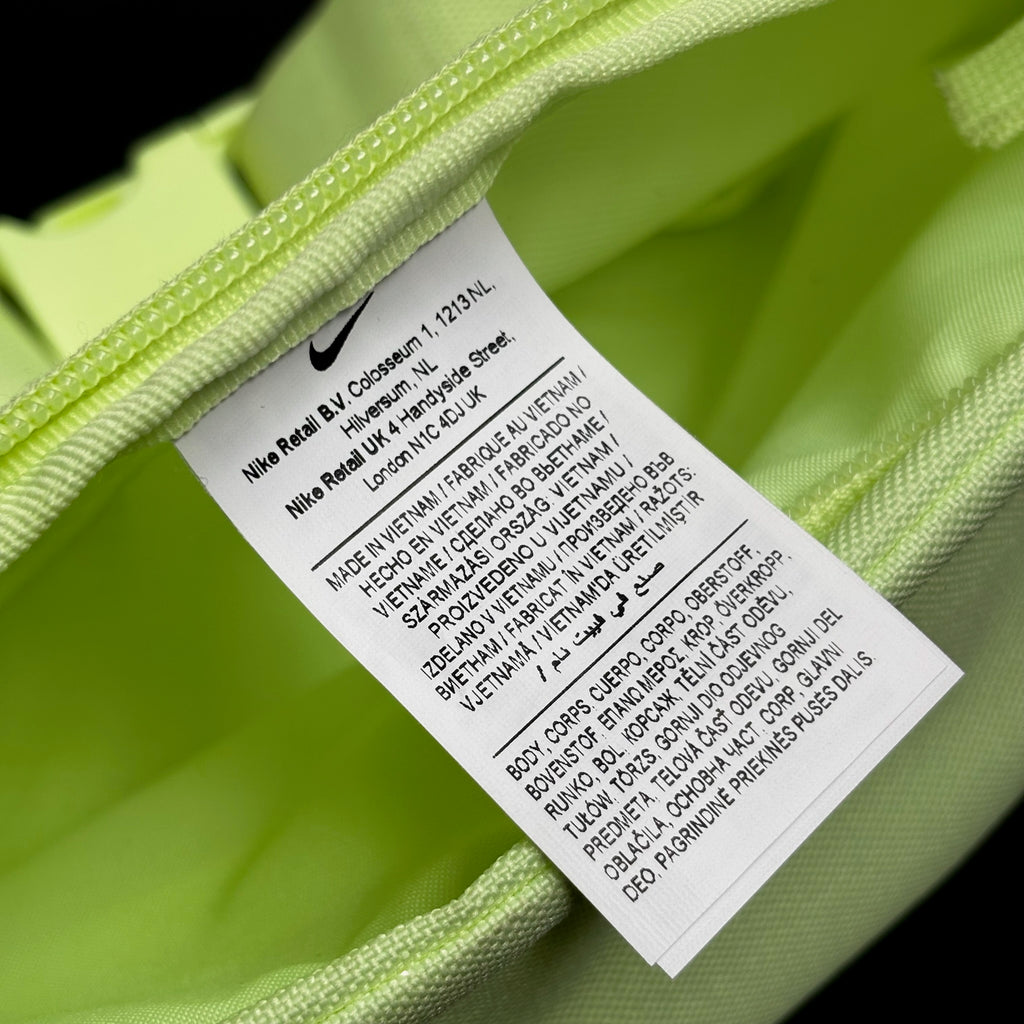 Nike Retail B.V. Colosseum 1, 1213 NL,
Hilversum, NL
Nike Retail UK 4 Handyside Street,
London N1C 4DJ UK
MADE IN VIETNAM / FABRIQUE AU VIETNAM /
HECHO EN VIETNAM / FABRICADO NO
VIETNAME / СДЕЛАНО ВО ВЬЕТНАМЕ /
SZÁRMAZÁSI ORSZÁG: VIETNAM /
PROIZVEDENO U VIJETNAMU /
IZDELANO V VIETNAMU / ПРОИЗВЕДЕНО ВЪВ
ВИЕТНАМ / FABRICAT ÎN VIETNAM / RAŽOTS:
VJETNAMĀ / VIETNAM'DA ÜRETİLMİŞTİR
/ صنع في فييت نام
BODY, CORPS, CUERPO, CORPO, OBERSTOFF,
BOVENSTOF, ΕΠΑΝΩ ΜΕΡΟΣ, KROP, ÖVERKROPP,
RUNKO, BOL, КОРСАЖ, TĚLNÍ ČÁST ODĚVU,
TUŁÓW, TÖRZS, GORNJI DIO ODJEVNOG
PREDMETA, TELOVÁ ČASŤ ODEVU, GORNJI DEL
OBLAČILA, ОСНОВНА ЧАСТ, CORP, GLAVNI
DEO, PAGRINDINĖ PRIEKINĖS PUSĖS DALIS.